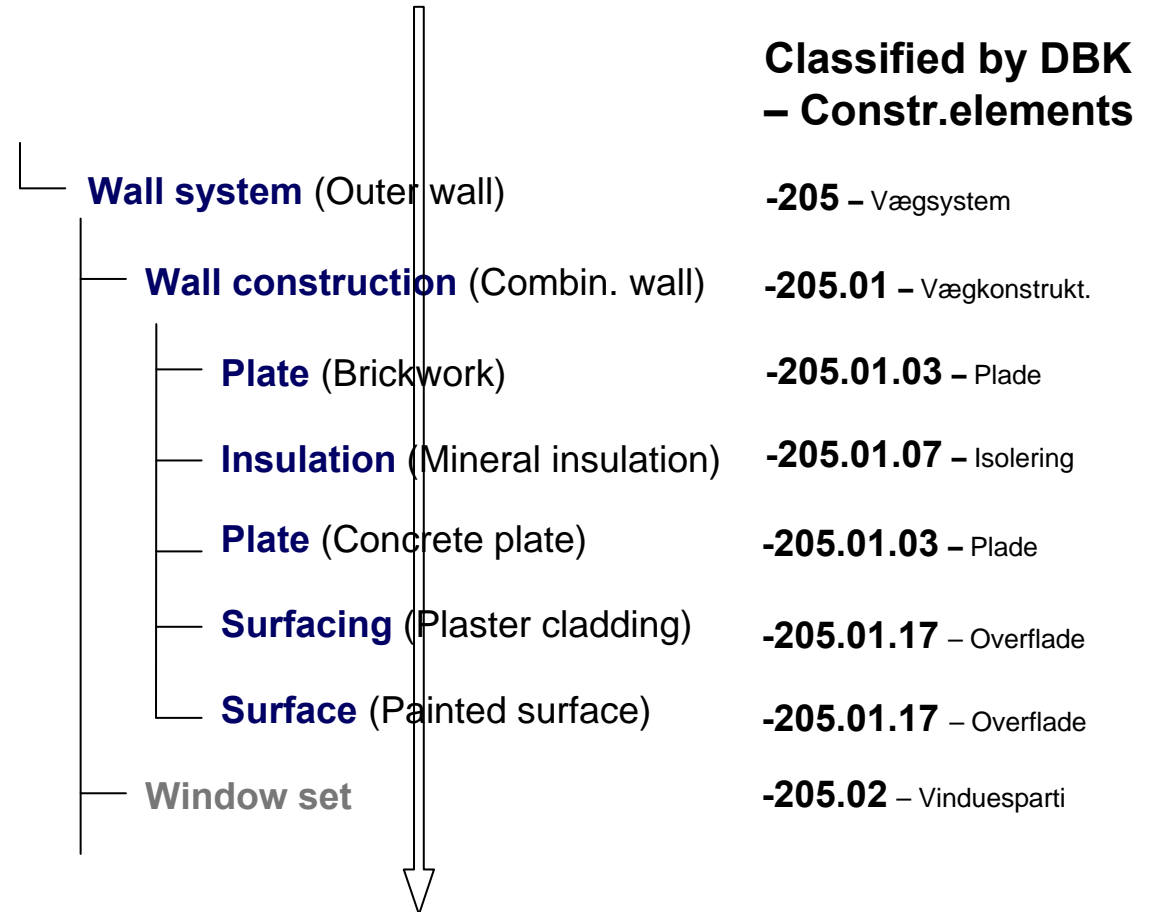 Classified by DBK
– Constr.elements
Wall system (Outer wall) -205 – Vægsystem
Wall construction (Combin. wall) -205.01 – Vægkonstrukt.
Plate (Brickwork) -205.01.03 – Plade
Insulation (Mineral insulation) -205.01.07 – Isolering
Plate (Concrete plate) -205.01.03 – Plade
Surfacing (Plaster cladding) -205.01.17 – Overflade
Surface (Painted surface) -205.01.17 – Overflade
Window set -205.02 – Vinduesparti